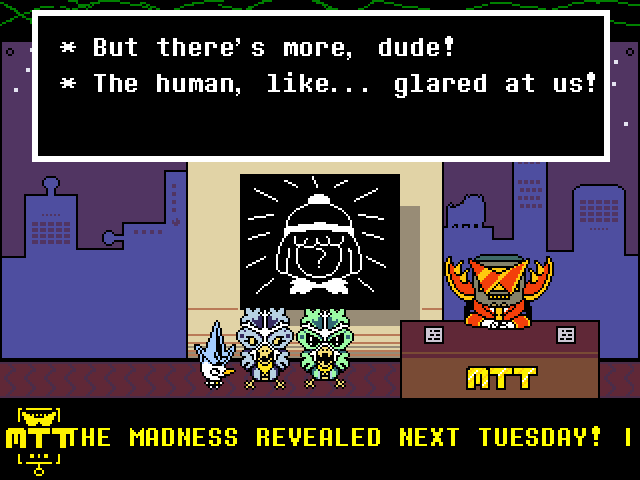 * But there's more, dude!
* The human, like... glared at us!
MTT
MTT
THE MADNESS REVEALED NEXT TUESDAY! I